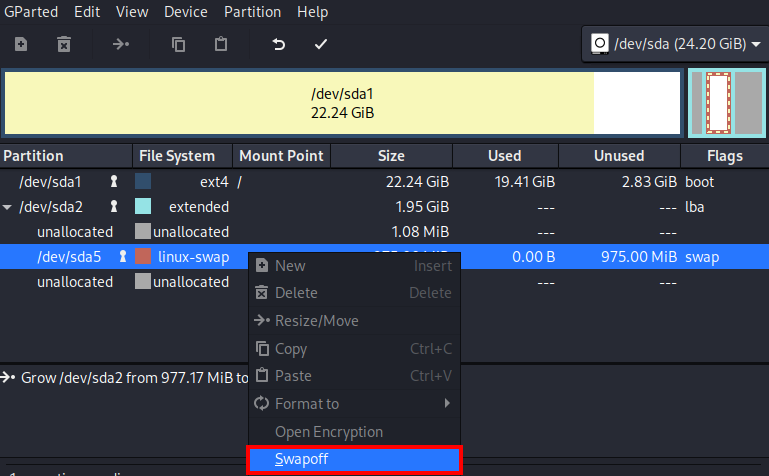 GParted Edit View Device Partition Help
/dev/sda (24.20 GiB)
/dev/sda1
22.24 GiB
Partition File System Mount Point Size Used Unused Flags
/dev/sda1 ext4 / 22.24 GiB 19.41 GiB 2.83 GiB boot
/dev/sda2 extended 1.95 GiB --- --- lba
unallocated unallocated 1.08 MiB --- ---
/dev/sda5 linux-swap 0.00 B 975.00 MiB swap
unallocated unallocated --- ---
New Insert
Delete Delete
Resize/Move
Copy Ctrl+C
Paste Ctrl+V
Format to
Open Encryption
Swapoff
Grow /dev/sda2 from 977.17 MiB to